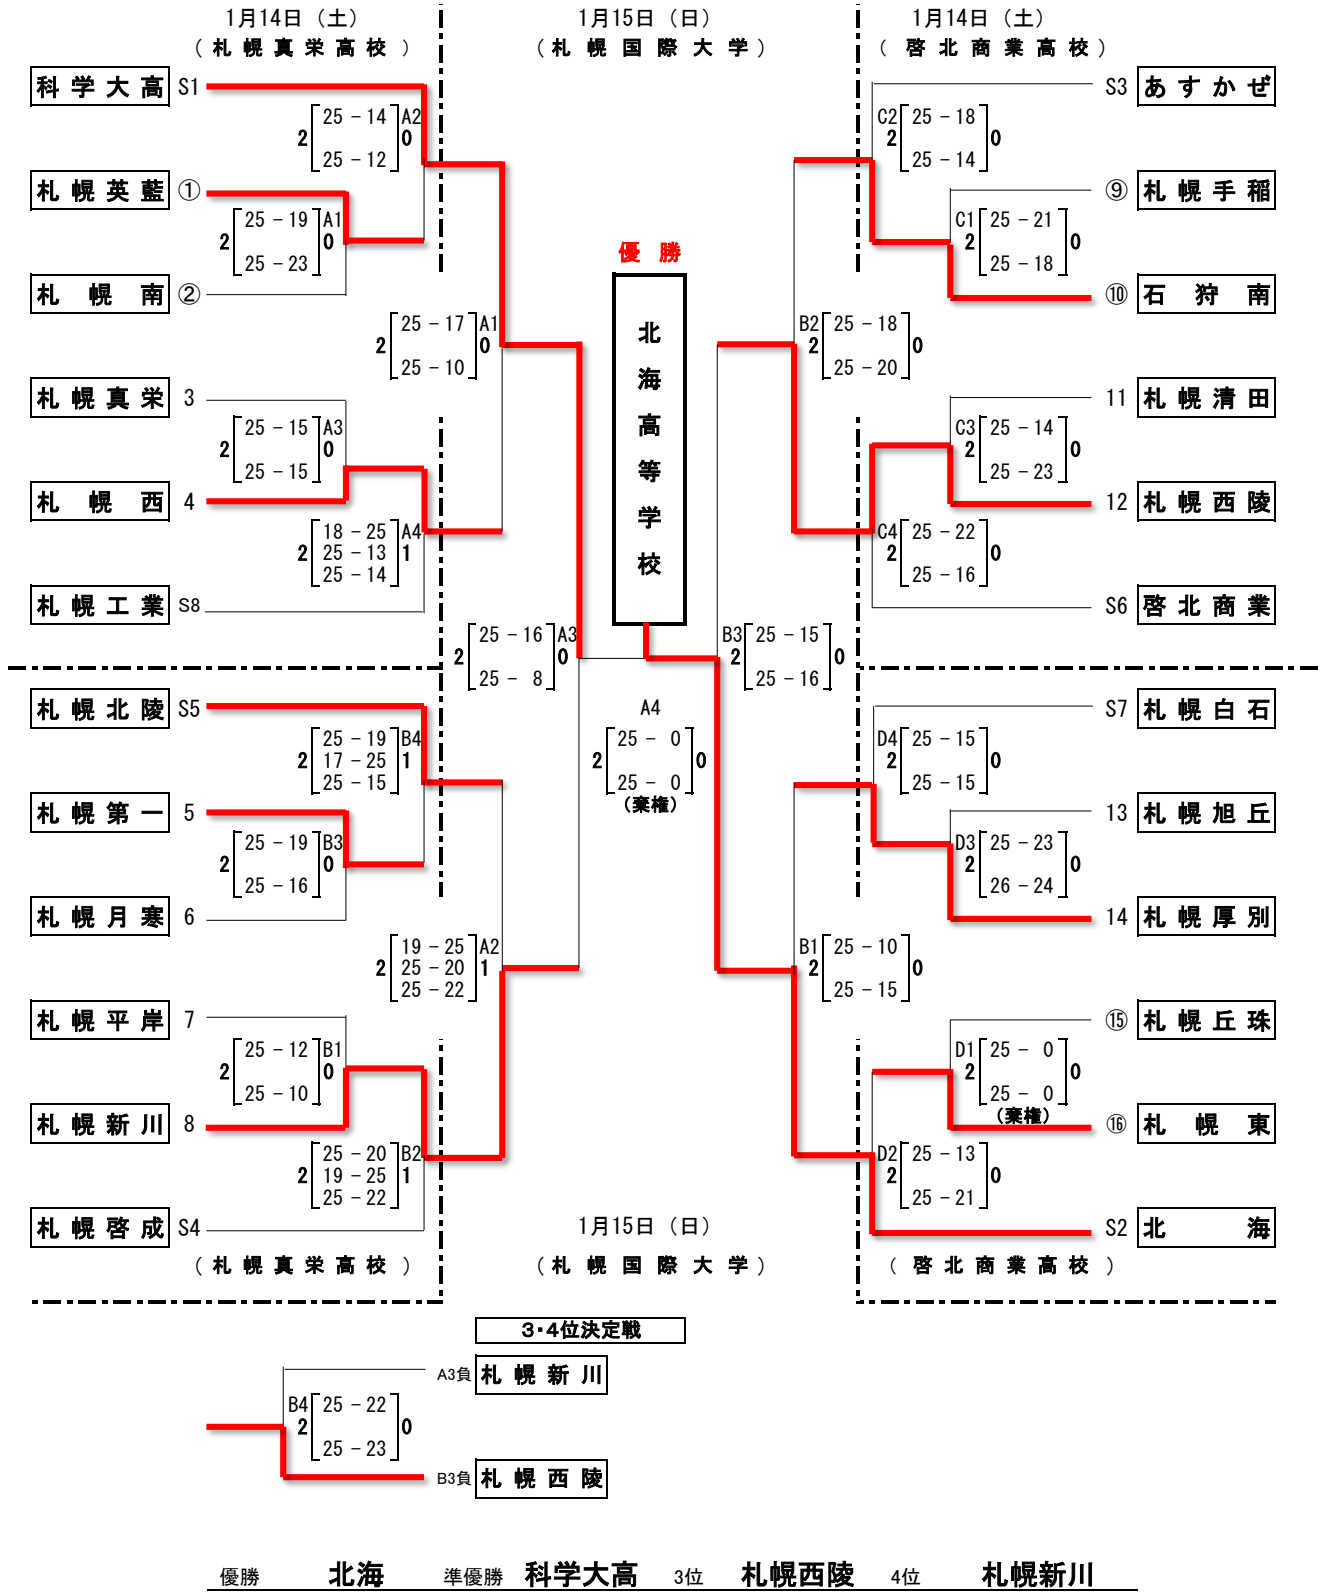 1月14日（土）
(札幌真栄高校)
1月15日（日）
(札幌国際大学)
1月14日（土）
(啓北商業高校)
科学大高 S1
2 25 − 14 A2 0
25 − 12
札幌英藍 ①
2 25 − 19 A1 0
25 − 23
札幌南 ②
2 25 − 17 A1 0
25 − 10
札幌真栄 3
2 25 − 15 A3 0
25 − 15
札幌西 4
2 18 − 25 A4 1
25 − 13
25 − 14
札幌工業 S8
2 25 − 16 A3 0
25 − 8
札幌北陵 S5
2 25 − 19 B4 1
17 − 25
25 − 15
札幌第一 5
2 25 − 19 B3 0
25 − 16
札幌月寒 6
2 19 − 25 A2 1
25 − 20
25 − 22
札幌平岸 7
2 25 − 12 B1 0
25 − 10
札幌新川 8
2 25 − 20 B2 1
19 − 25
25 − 22
札幌啓成 S4
(札幌真栄高校)
優勝
北海高等学校
A4
2 25 − 0 0
25 − 0
(棄権)
1月15日（日）
(札幌国際大学)
S3 あすかぜ
C2 2 25 − 18 0
25 − 14
⑨ 札幌手稲
C1 2 25 − 21 0
25 − 18
⑩ 石狩南
B2 2 25 − 18 0
25 − 20
11 札幌清田
C3 2 25 − 14 0
25 − 23
12 札幌西陵
C4 2 25 − 22 0
25 − 16
S6 啓北商業
B3 2 25 − 15 0
25 − 16
S7 札幌白石
D4 2 25 − 15 0
25 − 15
13 札幌旭丘
D3 2 25 − 23 0
26 − 24
14 札幌厚別
B1 2 25 − 10 0
25 − 15
⑮ 札幌丘珠
D1 2 25 − 0 0
25 − 0
(棄権)
⑯ 札幌東
D2 2 25 − 13 0
25 − 21
S2 北海
(啓北商業高校)
３・４位決定戦
A3負 札幌新川
B4 2 25 − 22 0
25 − 23
B3負 札幌西陵
優勝 北海 準優勝 科学大高 3位 札幌西陵 4位 札幌新川